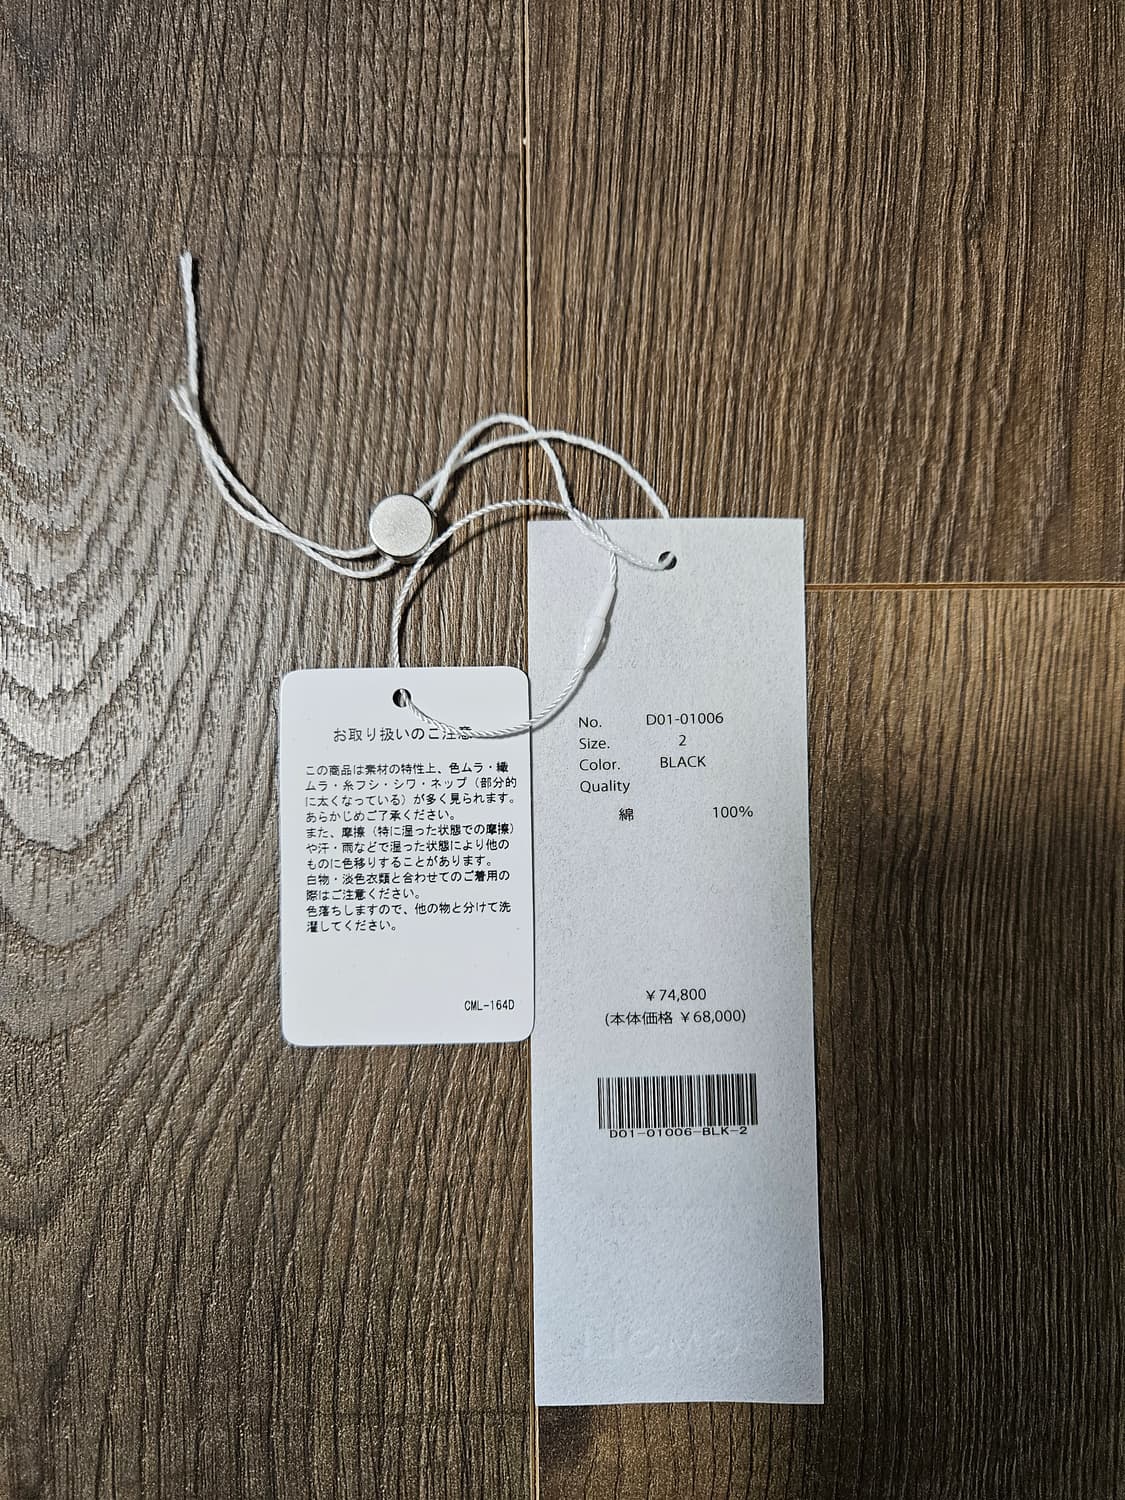 お取り扱いのご注意
この商品は素材の特性上、色ムラ・織
ムラ・糸フシ・シワ・ネップ（部分的
に太くなっている）が多く見られます。
あらかじめご了承ください。
また、摩擦（特に湿った状態での摩擦）
や汗・雨などで湿った状態により他の
ものに色移りすることがあります。
白物・淡色衣類と合わせてのご着用の
際はご注意ください。
色落ちしますので、他の物と分けて洗
濯してください。
CML-164D
No. D01-01006
Size. 2
Color. BLACK
Quality
綿 100%
￥74,800
(本体価格 ￥68,000)
D01-01006-BLK-2